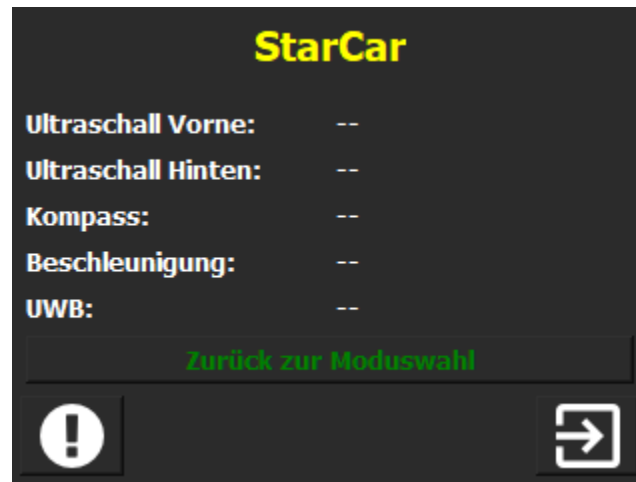 StarCar
Ultraschall Vorne: --
Ultraschall Hinten: --
Kompass: --
Beschleunigung: --
UWB: --
Zurück zur Moduswahl